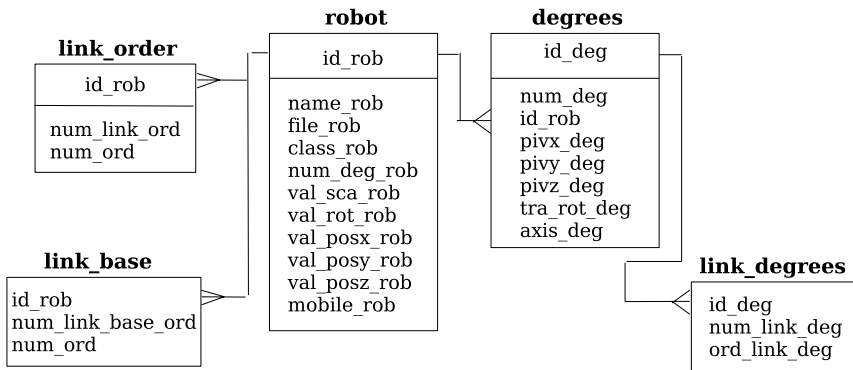 link_order
id_rob
num_link_ord
num_ord
link_base
id_rob
num_link_base_ord
num_ord
robot
id_rob
name_rob
file_rob
class_rob
num_deg_rob
val_sca_rob
val_rot_rob
val_posx_rob
val_posy_rob
val_posz_rob
mobile_rob
degrees
id_deg
num_deg
id_rob
pivx_deg
pivy_deg
pivz_deg
tra_rot_deg
axis_deg
link_degrees
id_deg
num_link_deg
ord_link_deg